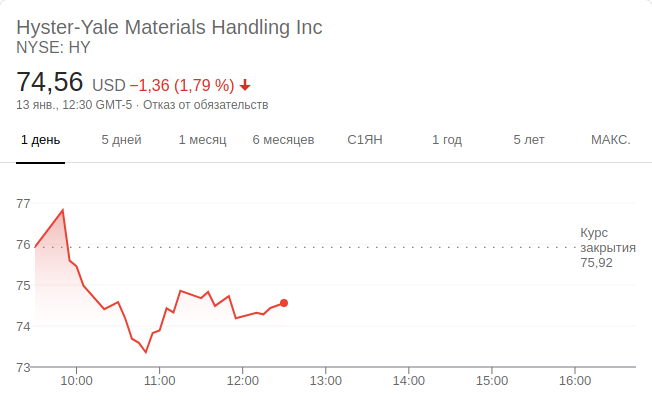 Hyster-Yale Materials Handling Inc
NYSE: HY
74,56 USD −1,36 (1,79 %)
13 янв., 12:30 GMT-5 · Отказ от обязательств
1 день 5 дней 1 месяц 6 месяцев С1ЯН 1 год 5 лет МАКС.
77
76
75
74
73
Курс
закрытия
75,92
10:00 11:00 12:00 13:00 14:00 15:00 16:00